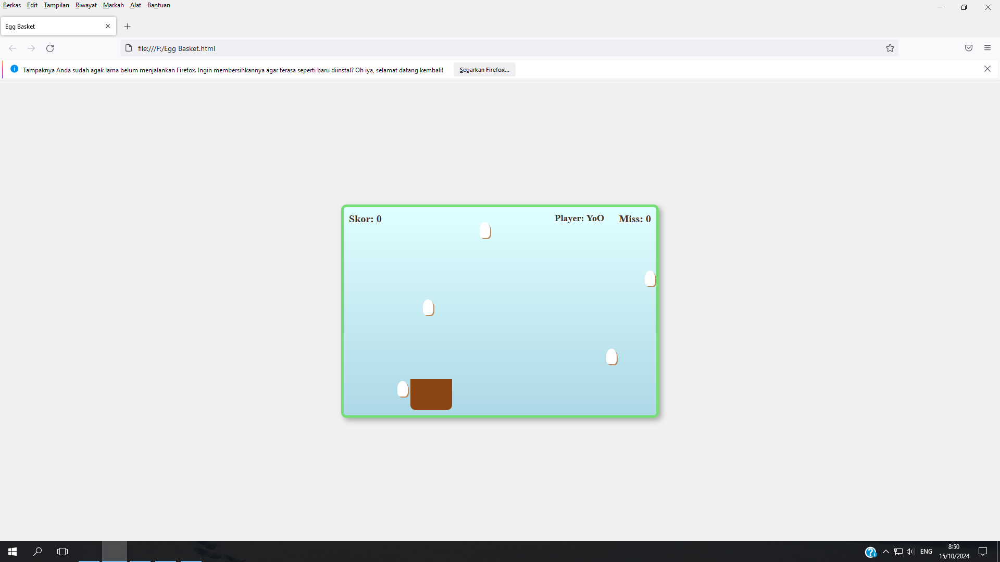 Berkas Edit Tampilan Riwayat Markah Alat Bantuan
Egg Basket
file:///F:/Egg Basket.html
Tampaknya Anda sudah agak lama belum menjalankan Firefox. Ingin membersihkannya agar terasa seperti baru diinstal? Oh iya, selamat datang kembali! Segarkan Firefox...
Skor: 0 Player: YoO Miss: 0
ENG
8:50
15/10/2024